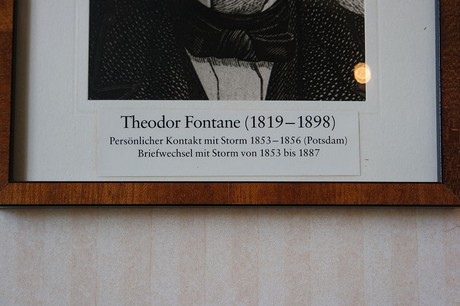 Theodor Fontane (1819–1898)
Persönlicher Kontakt mit Storm 1853–1856 (Potsdam)
Briefwechsel mit Storm von 1853 bis 1887